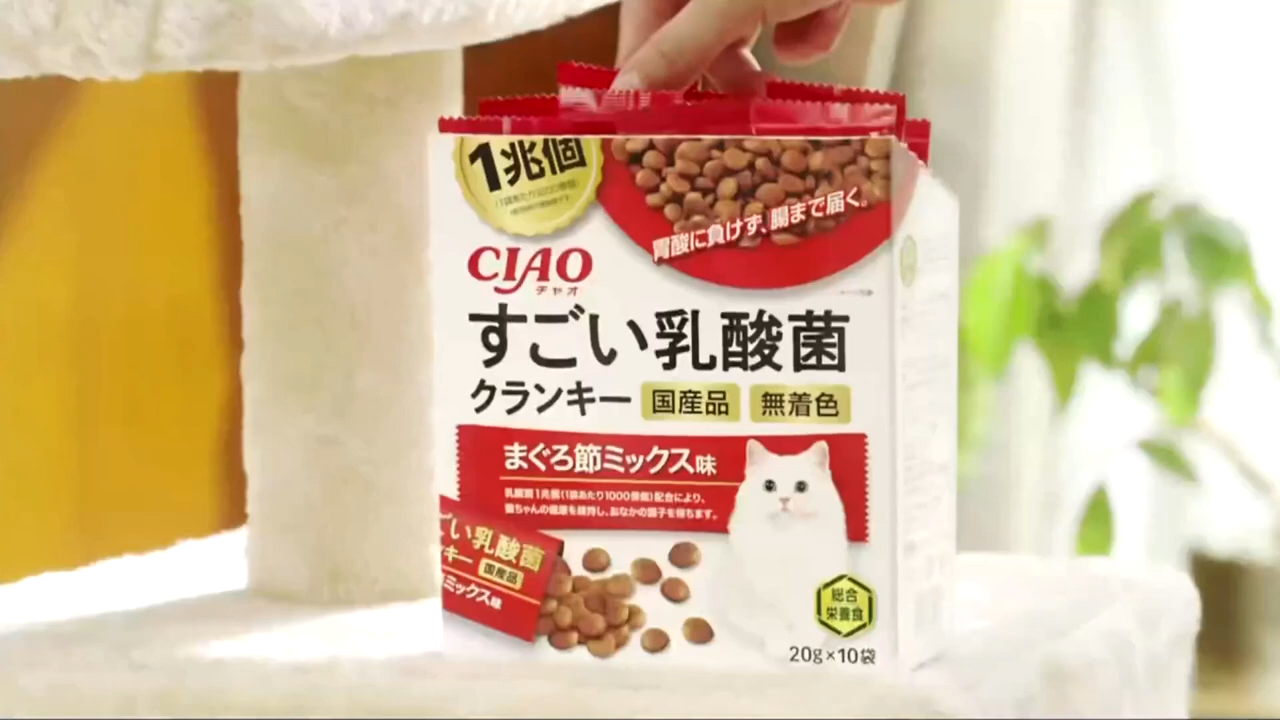 1兆個
胃酸に負けず、腸まで届く。
CIAO
チャオ
すごい乳酸菌
クランキー 国産品 無着色
まぐろ節ミックス味
乳酸菌1兆個(1袋あたり1000億個)配合により、
猫ちゃんの健康を維持し、おなかの調子を保ちます。
ごい乳酸菌
キー 国産品
ミックス味
総合
栄養食
20g×10袋